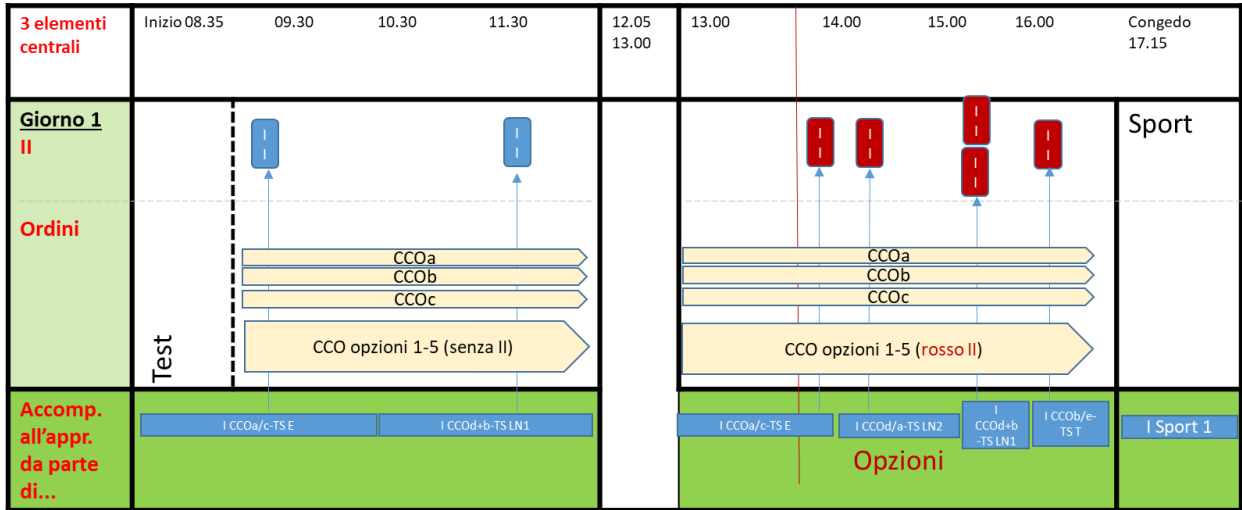 3 elementi
centrali
Inizio 08.35
09.30
10.30
11.30
12.05
13.00
13.00
14.00
15.00
16.00
Congedo
17.15
Giorno 1
II
I
I
I
I
I
I
I
I
I
I
I
I
I
I
Sport
Ordini
CCOa
CCOb
CCOc
CCO opzioni 1-5 (senza II)
Test
CCOa
CCOb
CCOc
CCO opzioni 1-5 (rosso II)
Accomp.
all'appr.
da parte
di...
I CCOa/c-TS E
I CCOd+b-TS LN1
I CCOa/c-TS E
I CCOd/a-TS LN2
I
CCOd+b
-TS LN1
I CCOb/e-
TS T
I Sport 1
Opzioni